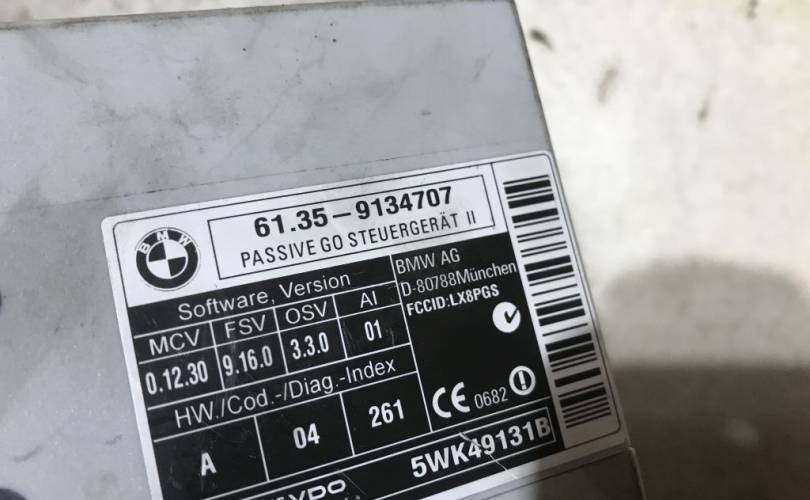 BMW
61.35-9134707
PASSIVE GO STEUERGERÄT II
Software, Version
MCV FSV OSV AI
0.12.30 9.16.0 3.3.0 01
HW./Cod.-/Diag.-Index
A 04 261
BMW AG
D-80788München
FCCID:LX8PGS
CE 0682
5WK49131B